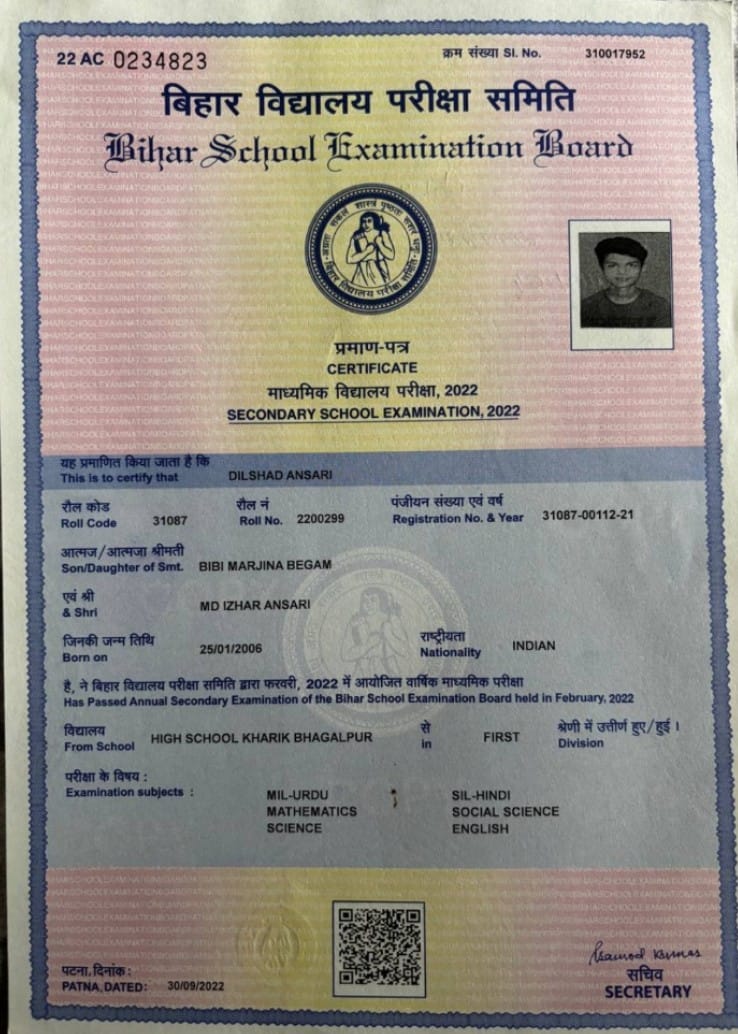 22 AC 0234823
क्रम संख्या Sl. No. 310017952
बिहार विद्यालय परीक्षा समिति
Bihar School Examination Board
बिहार विद्यालय परीक्षा समिति
प्रमाण-पत्र
CERTIFICATE
माध्यमिक विद्यालय परीक्षा, 2022
SECONDARY SCHOOL EXAMINATION, 2022
यह प्रमाणित किया जाता है कि
This is to certify that DILSHAD ANSARI
रौल कोड रौल नं पंजीयन संख्या एवं वर्ष
Roll Code 31087 Roll No. 2200299 Registration No. & Year 31087-00112-21
आत्मज/आत्मजा श्रीमती
Son/Daughter of Smt. BIBI MARJINA BEGAM
एवं श्री
& Shri MD IZHAR ANSARI
जिनकी जन्म तिथि राष्ट्रीयता
Born on 25/01/2006 Nationality INDIAN
है, ने बिहार विद्यालय परीक्षा समिति द्वारा फरवरी, 2022 में आयोजित वार्षिक माध्यमिक परीक्षा
Has Passed Annual Secondary Examination of the Bihar School Examination Board held in February, 2022
विद्यालय से श्रेणी में उत्तीर्ण हुए/हुई ।
From School HIGH SCHOOL KHARIK BHAGALPUR in FIRST Division
परीक्षा के विषय :
Examination subjects : MIL-URDU SIL-HINDI
MATHEMATICS SOCIAL SCIENCE
SCIENCE ENGLISH
पटना, दिनांक :
PATNA, DATED: 30/09/2022
सचिव
SECRETARY